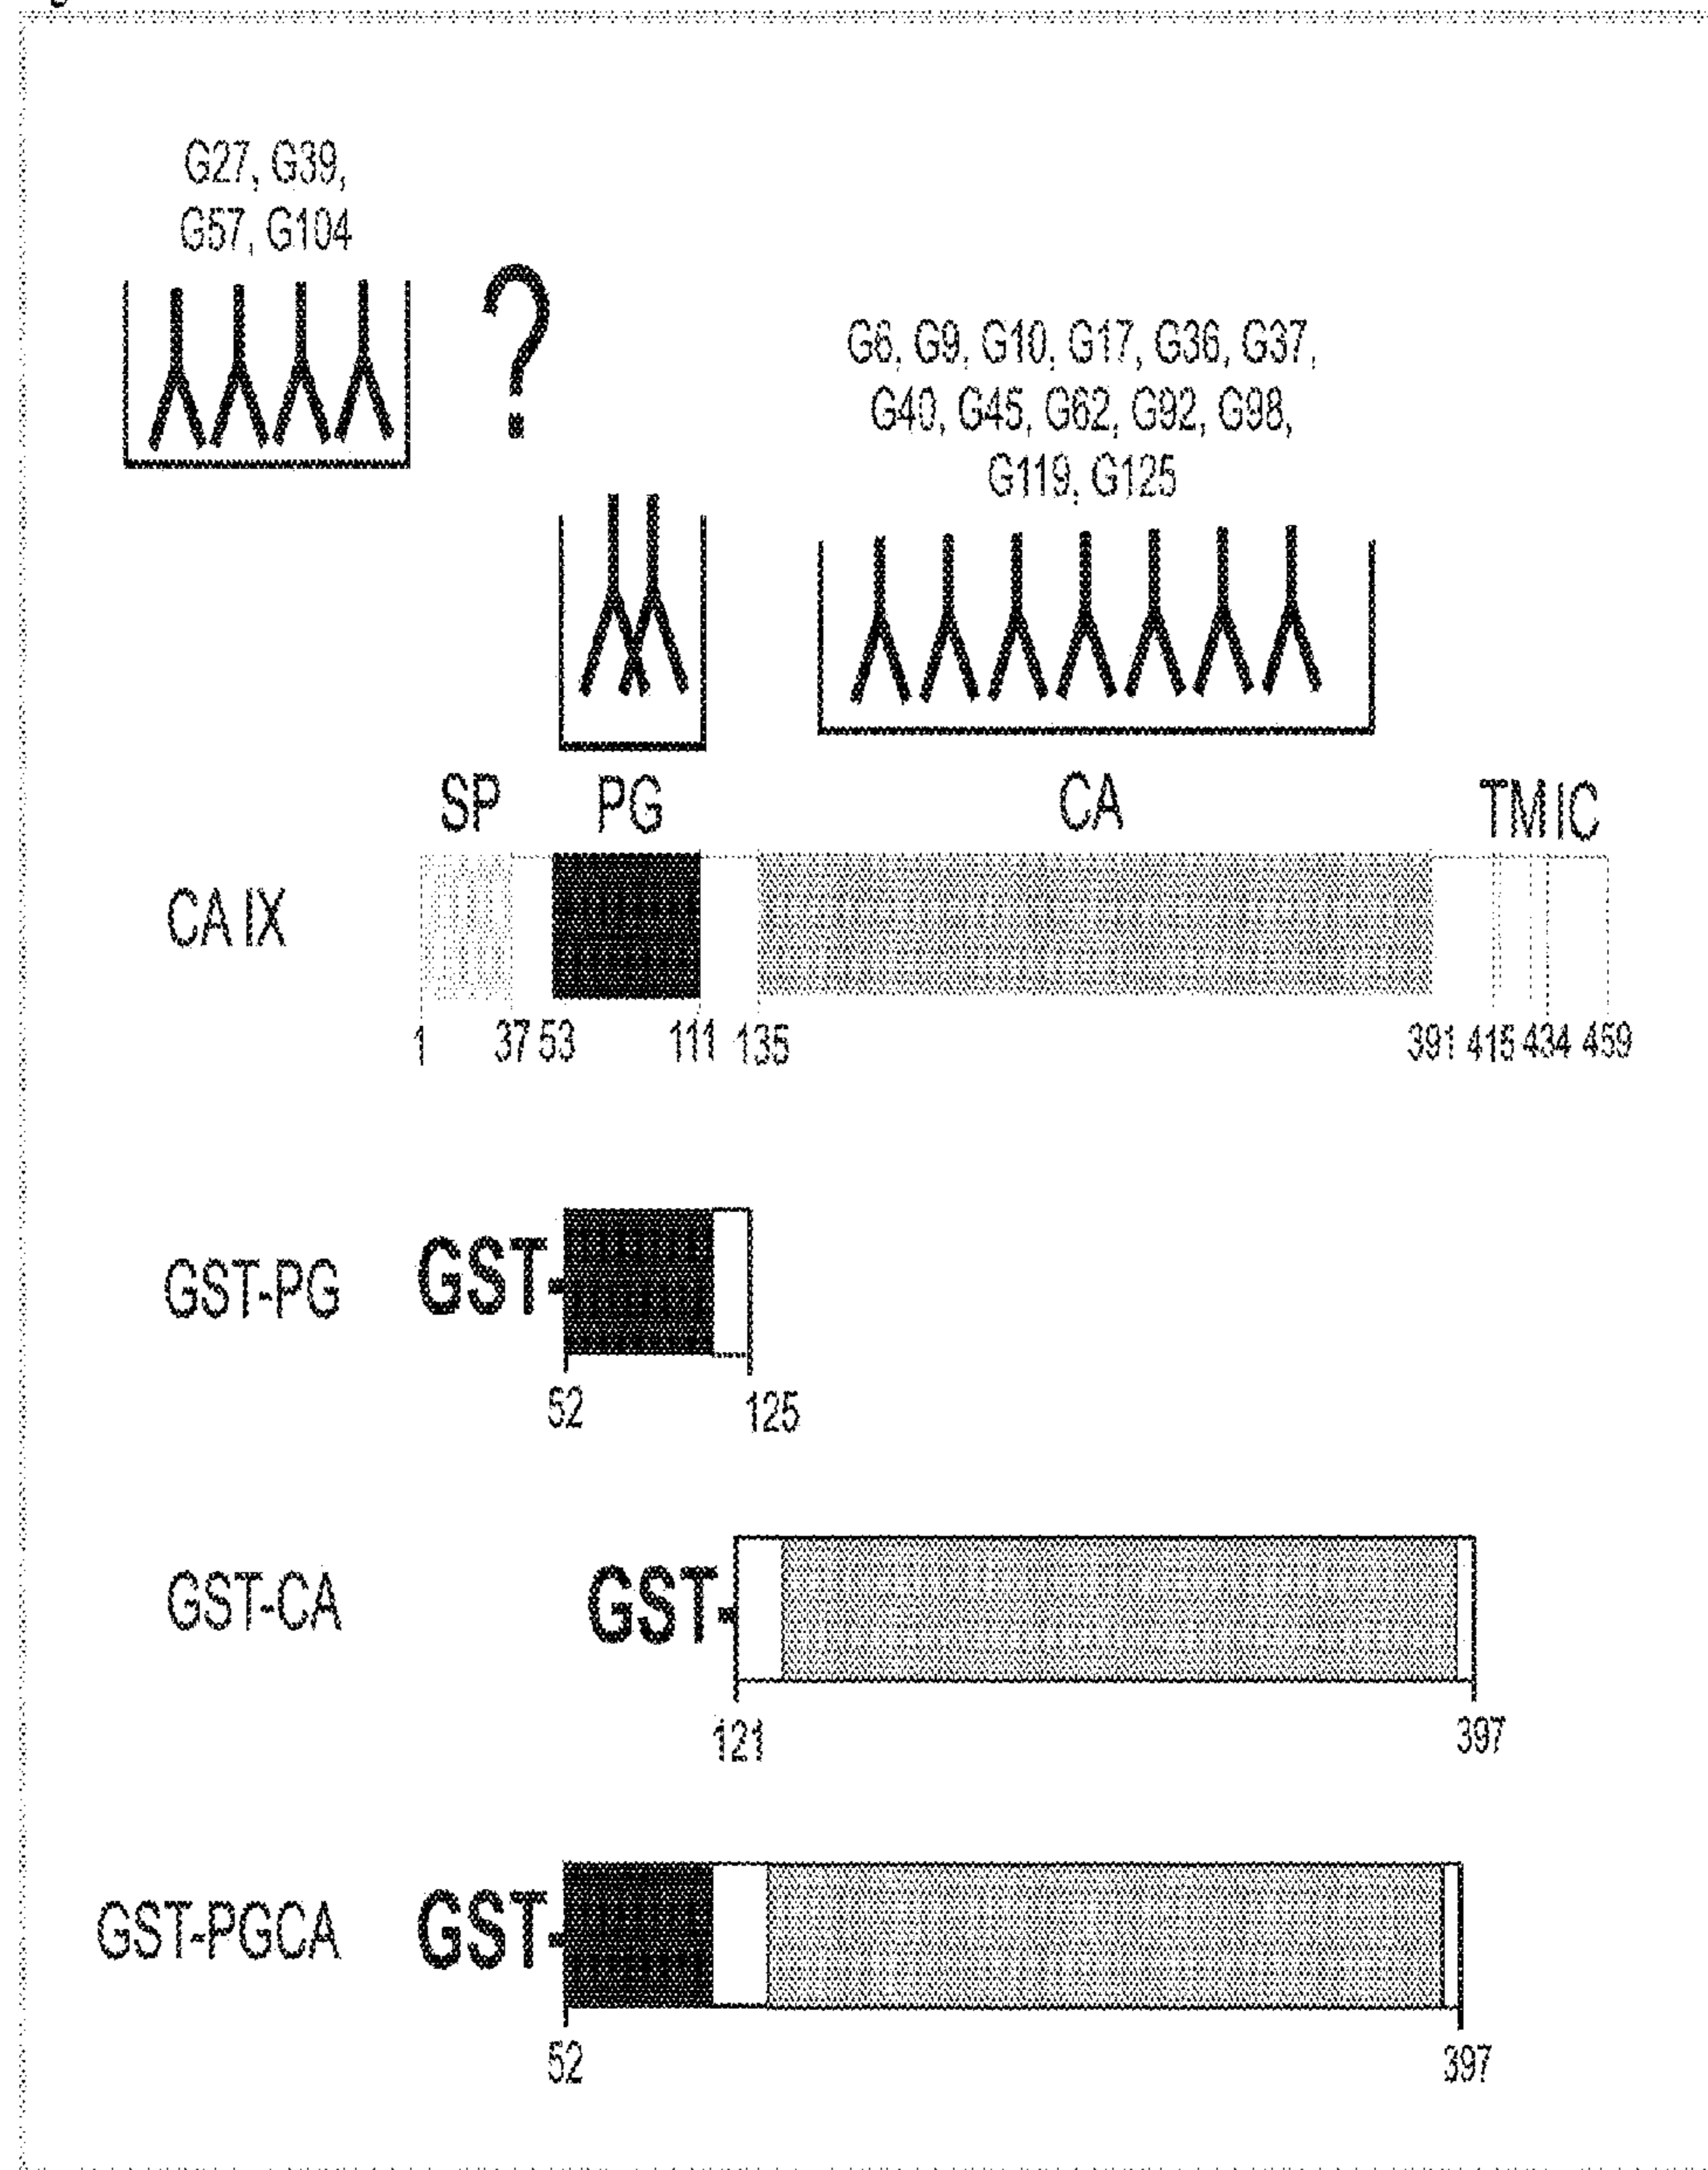 G27, G39,
G57, G104
?
G6, G9, G10, G17, G36, G37,
G40, G45, G62, G92, G98,
G119, G125
SP PG CA TM IC
CA IX
1 37 53 111 135 391 415 434 459
GST-PG GST-
52 125
GST-CA GST-
121 397
GST-PGCA GST-
52 397